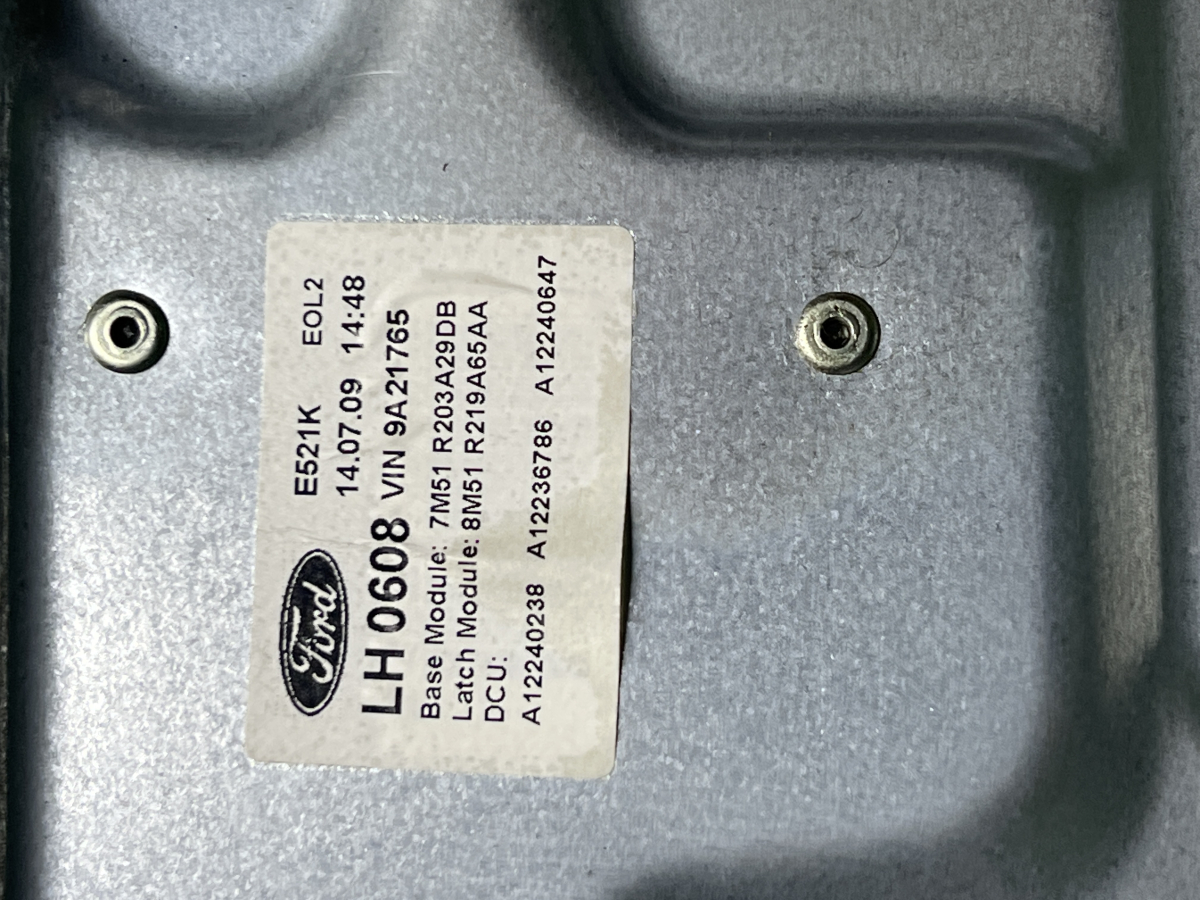 E521K EOL2
Ford 14.07.09 14:48
LH 0608 VIN 9A21765
Base Module: 7M51 R203A29DB
Latch Module: 8M51 R219A65AA
DCU:
A12240238 A12236786 A12240647